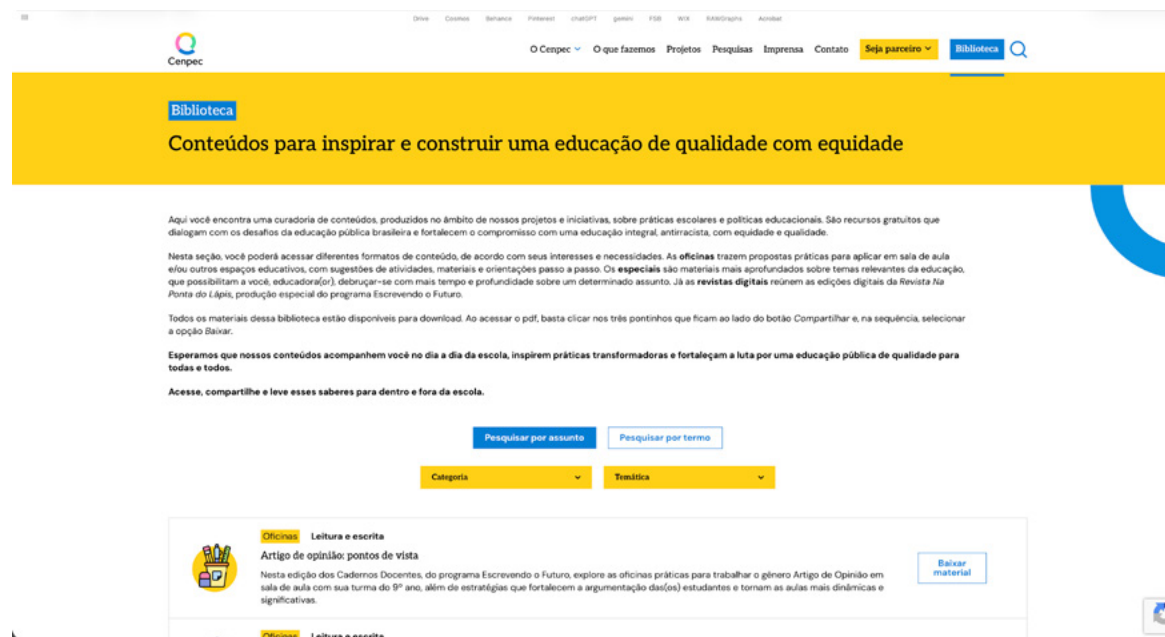 Drive Cosmos Behance Pinterest chatGPT gemini FSB WIX RAWGraphs Acrobat
Cenpec
O Cenpec O que fazemos Projetos Pesquisas Imprensa Contato Seja parceiro Biblioteca
Biblioteca
Conteúdos para inspirar e construir uma educação de qualidade com equidade
Aqui você encontra uma curadoria de conteúdos, produzidos no âmbito de nossos projetos e iniciativas, sobre práticas escolares e políticas educacionais. São recursos gratuitos que
dialogam com os desafios da educação pública brasileira e fortalecem o compromisso com uma educação integral, antirracista, com equidade e qualidade.
Nesta seção, você poderá acessar diferentes formatos de conteúdo, de acordo com seus interesses e necessidades. As oficinas trazem propostas práticas para aplicar em sala de aula
e/ou outros espaços educativos, com sugestões de atividades, materiais e orientações passo a passo. Os especiais são materiais mais aprofundados sobre temas relevantes da educação,
que possibilitam a você, educadora(or), debruçar-se com mais tempo e profundidade sobre um determinado assunto. Já as revistas digitais reúnem as edições digitais da Revista Na
Ponta do Lápis, produção especial do programa Escrevendo o Futuro.
Todos os materiais dessa biblioteca estão disponíveis para download. Ao acessar o pdf, basta clicar nos três pontinhos que ficam ao lado do botão Compartilhar e, na sequência, selecionar
a opção Baixar.
Esperamos que nossos conteúdos acompanhem você no dia a dia da escola, inspirem práticas transformadoras e fortaleçam a luta por uma educação pública de qualidade para
todas e todos.
Acesse, compartilhe e leve esses saberes para dentro e fora da escola.
Pesquisar por assunto Pesquisar por termo
Categoria Temática
Oficinas Leitura e escrita
Artigo de opinião: pontos de vista
Nesta edição dos Cadernos Docentes, do programa Escrevendo o Futuro, explore as oficinas práticas para trabalhar o gênero Artigo de Opinião em
sala de aula com sua turma do 9º ano, além de estratégias que fortalecem a argumentação das(os) estudantes e tornam as aulas mais dinâmicas e
significativas.
Baixar
material
Oficinas Leitura e escrita